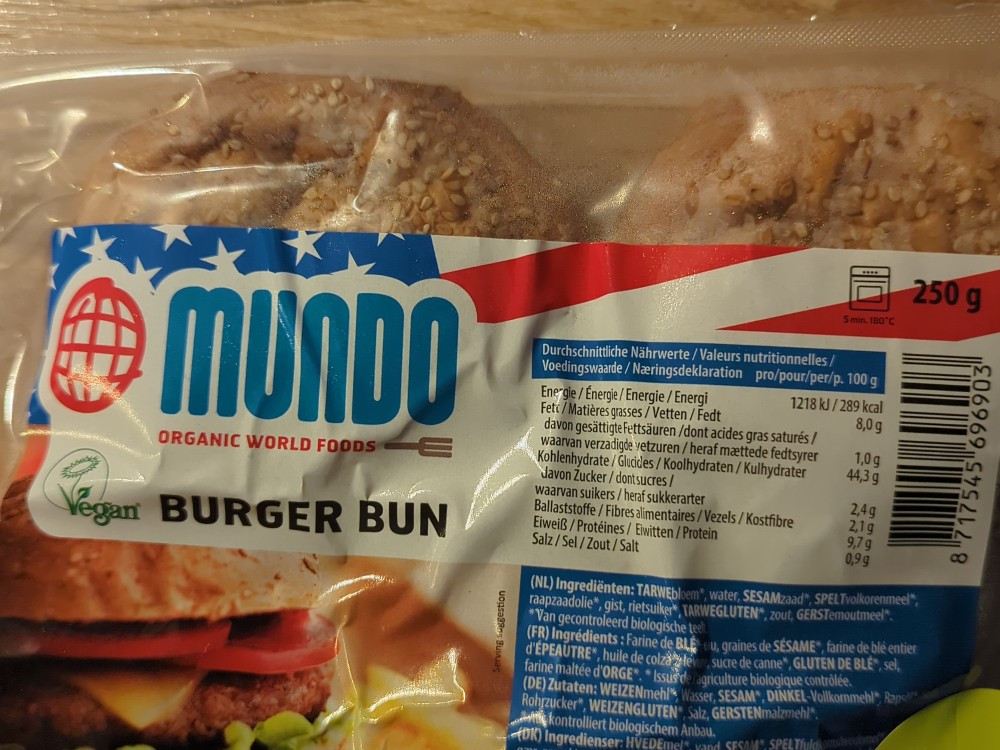 MUNDO
ORGANIC WORLD FOODS
Vegan
BURGER BUN
Serving suggestion
5 min. 180°C
250 g
Durchschnittliche Nährwerte / Valeurs nutritionnelles /
Voedingswaarde / Næringsdeklaration pro/pour/per/p. 100 g
Energie / Énergie / Energie / Energi 1218 kJ / 289 kcal
Fett / Matières grasses / Vetten / Fedt 8,0 g
davon gesättigte Fettsäuren /dont acides gras saturés /
waarvan verzadigde vetzuren / heraf mættede fedtsyrer 1,0 g
Kohlenhydrate / Glucides / Koolhydraten / Kulhydrater 44,3 g
davon Zucker / dont sucres /
waarvan suikers / heraf sukkerarter 2,4 g
Ballaststoffe / Fibres alimentaires / Vezels / Kostfibre 2,1 g
Eiweiß / Protéines / Eiwitten / Protein 9,7 g
Salz / Sel / Zout / Salt 0,9 g
8 717545 696903
(NL) Ingrediënten: TARWEbloem*, water, SESAMzaad*, SPELTvolkorenmeel*,
raapzaadolie*, gist, rietsuiker*, TARWEGLUTEN*, zout, GERSTemoutmeel*.
*Van gecontroleerd biologische
(FR) Ingrédients : Farine de BLÉ*, eau, graines de SÉSAME*, farine de blé entier
d'ÉPEAUTRE*, huile de colza*, sucre de canne*, GLUTEN DE BLÉ*, sel,
farine maltée d'ORGE*. *Issus de l'agriculture biologique contrôlée.
(DE) Zutaten: WEIZENmehl*, Wasser, SESAM*, DINKEL-Vollkornmehl*,
Rohrzucker*, WEIZENGLUTEN*, Salz, GERSTENmalzmehl*.
kontrolliert biologischem Anbau.
(DK) Ingredienser: HVEDEmel*, vand, SESAM*,